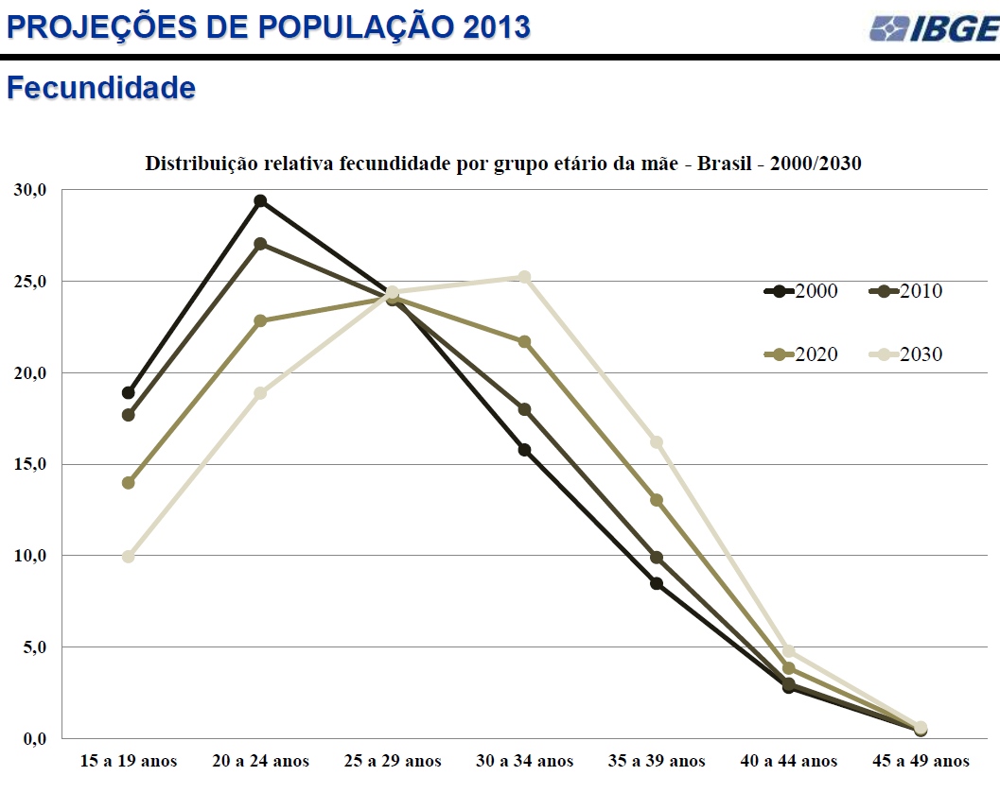 PROJEÇÕES DE POPULAÇÃO 2013
IBGE
Fecundidade
Distribuição relativa fecundidade por grupo etário da mãe - Brasil - 2000/2030
30,0
25,0
20,0
15,0
10,0
5,0
0,0
2000 2010
2020 2030
15 a 19 anos 20 a 24 anos 25 a 29 anos 30 a 34 anos 35 a 39 anos 40 a 44 anos 45 a 49 anos